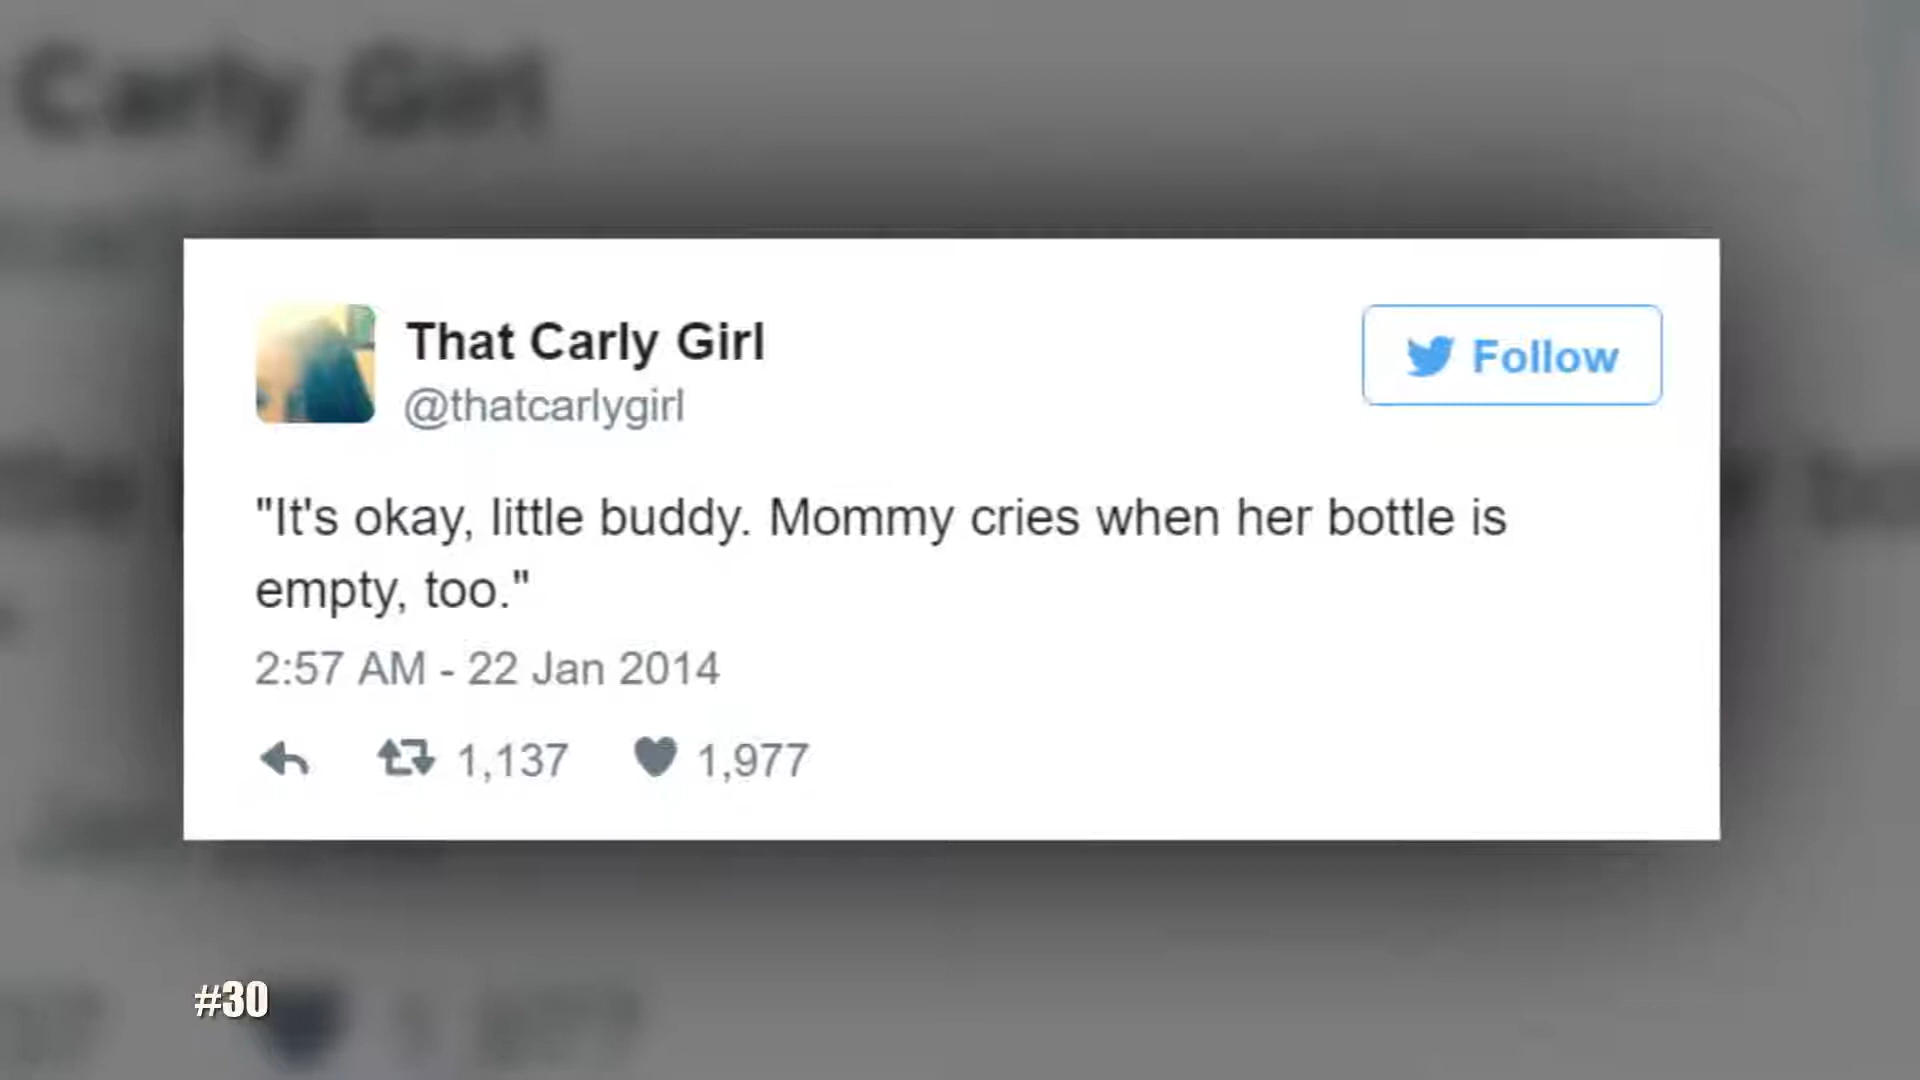 Carly Girl
That Carly Girl
@thatcarlygirl
Follow
"It's okay, little buddy. Mommy cries when her bottle is
empty, too."
2:57 AM - 22 Jan 2014
1,137 1,977
#30